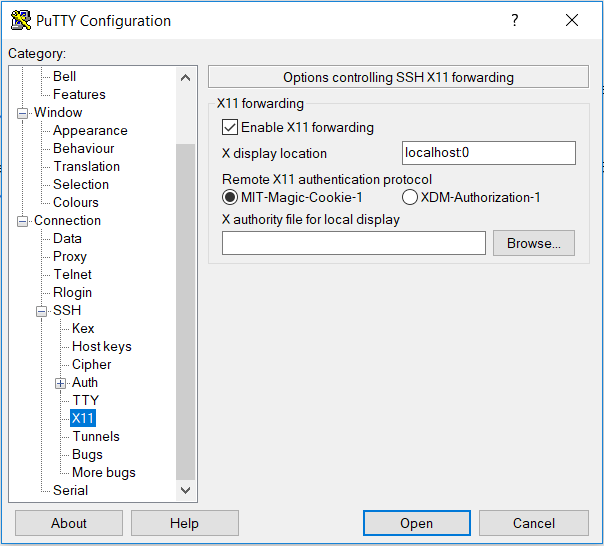 PuTTY Configuration
Category:
Bell
Features
Window
Appearance
Behaviour
Translation
Selection
Colours
Connection
Data
Proxy
Telnet
Rlogin
SSH
Kex
Host keys
Cipher
Auth
TTY
X11
Tunnels
Bugs
More bugs
Serial
Options controlling SSH X11 forwarding
X11 forwarding
Enable X11 forwarding
X display location localhost:0
Remote X11 authentication protocol
MIT-Magic-Cookie-1 XDM-Authorization-1
X authority file for local display
Browse...
About Help Open Cancel